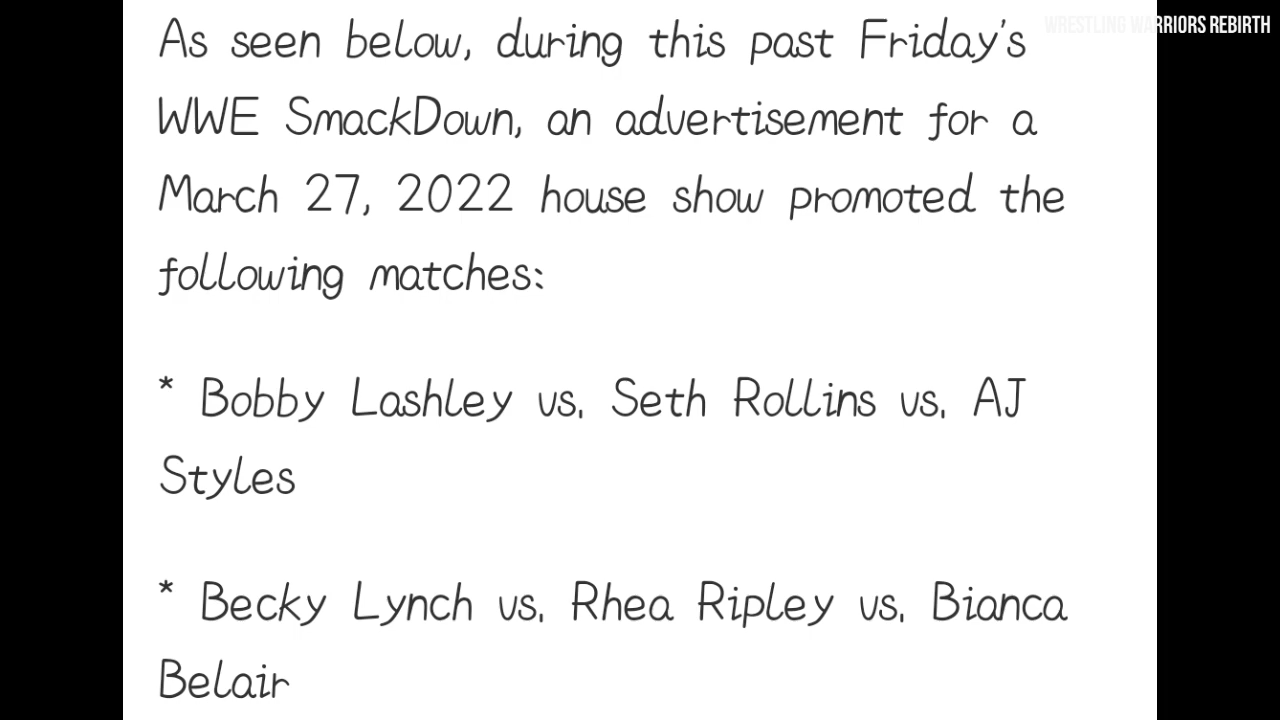 WRESTLING WARRIORS REBIRTH
As seen below, during this past Friday's
WWE SmackDown, an advertisement for a
March 27, 2022 house show promoted the
following matches:
* Bobby Lashley vs. Seth Rollins vs. AJ
Styles
* Becky Lynch vs. Rhea Ripley vs. Bianca
Belair